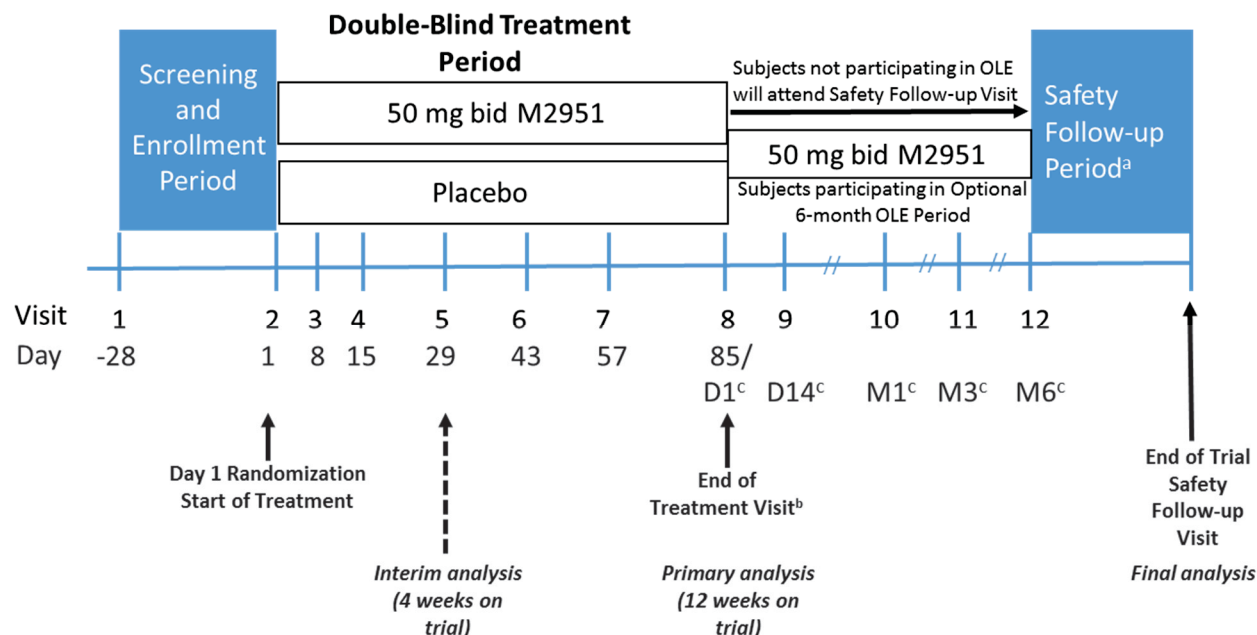 Double-Blind Treatment
Period
Screening
and
Enrollment
Period
50 mg bid M2951
Placebo
Subjects not participating in OLE
will attend Safety Follow-up Visit
50 mg bid M2951
Subjects participating in Optional
6-month OLE Period
Safety
Follow-up
Periodᵃ
Visit 1 2 3 4 5 6 7 8 9 10 11 12
Day -28 1 8 15 29 43 57 85/
D1ᶜ D14ᶜ M1ᶜ M3ᶜ M6ᶜ
Day 1 Randomization
Start of Treatment
Interim analysis
(4 weeks on
trial)
End of
Treatment Visitᵇ
Primary analysis
(12 weeks on
trial)
End of Trial
Safety
Follow-up
Visit
Final analysis